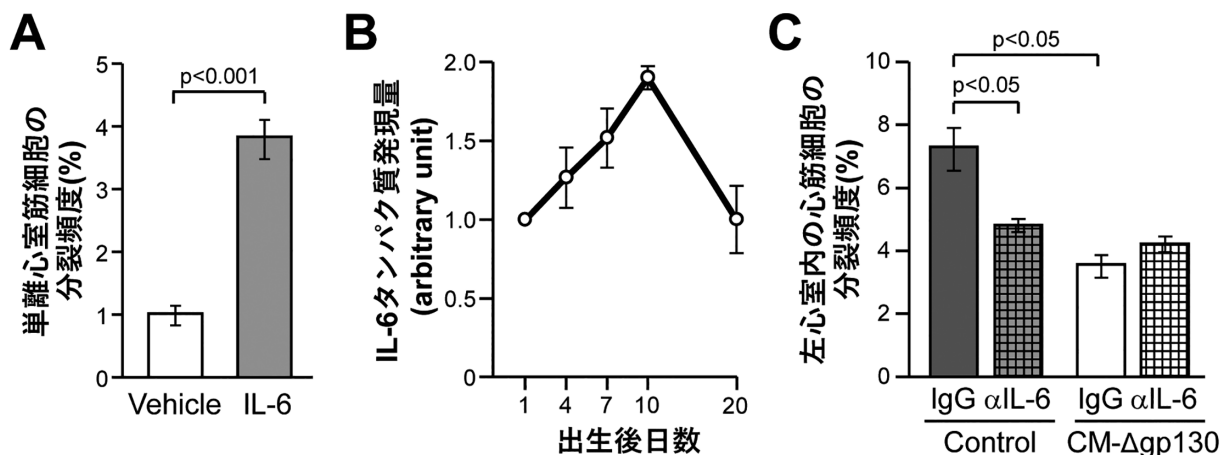 A
単離心室筋細胞の
分裂頻度(%)
5
4
3
2
1
0
p<0.001
Vehicle IL-6
B
IL-6タンパク質発現量
(arbitrary unit)
2.0
1.5
1.0
0.5
0
1 4 7 10 20
出生後日数
C
左心室内の心筋細胞の
分裂頻度(%)
10
8
6
4
2
0
p<0.05
p<0.05
IgG αIL-6 IgG αIL-6
Control CM-Δgp130